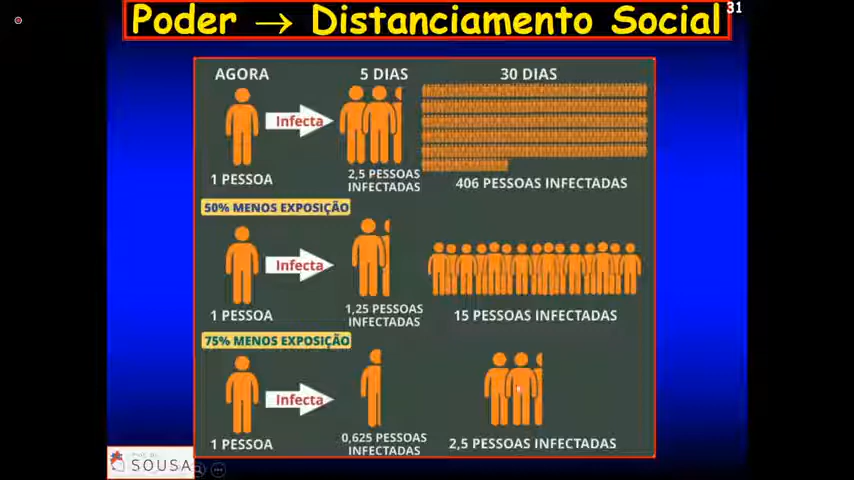 Poder → Distanciamento Social
31
AGORA
5 DIAS
30 DIAS
Infecta
1 PESSOA
2,5 PESSOAS
INFECTADAS
406 PESSOAS INFECTADAS
50% MENOS EXPOSIÇÃO
Infecta
1 PESSOA
1,25 PESSOAS
INFECTADAS
15 PESSOAS INFECTADAS
75% MENOS EXPOSIÇÃO
Infecta
1 PESSOA
0,625 PESSOAS
INFECTADAS
2,5 PESSOAS INFECTADAS
SOUSA